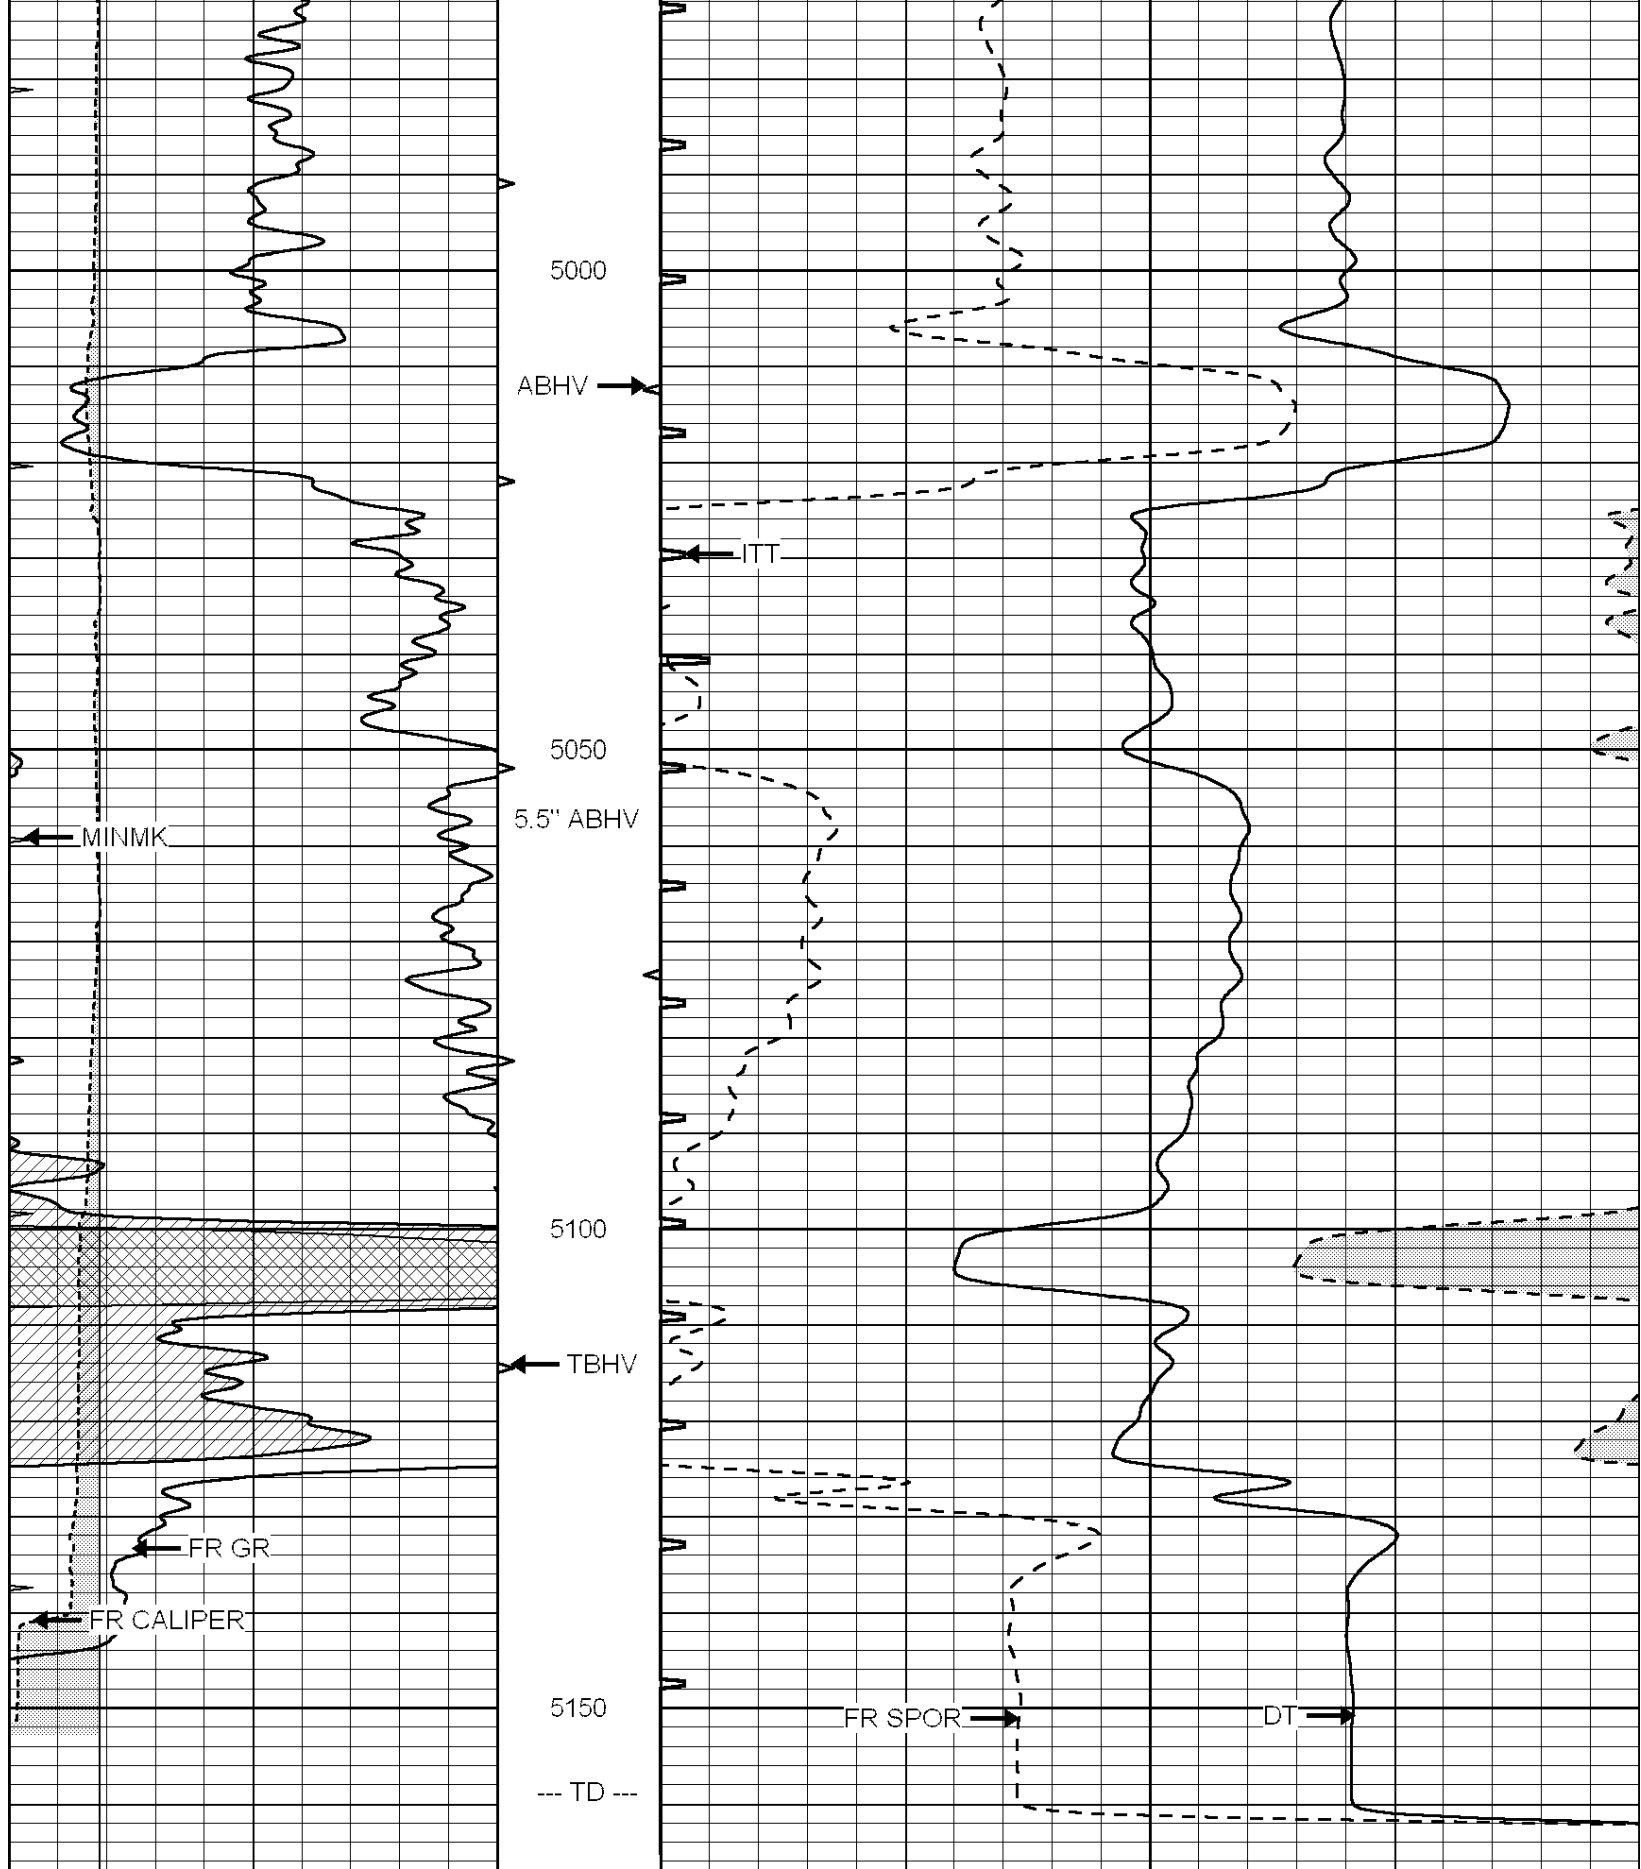 5000
ABHV
ITT
5050
5.5" ABHV
MINMK
5100
TBHV
FR GR
FR CALIPER
5150
FR SPOR
DT
--- TD ---